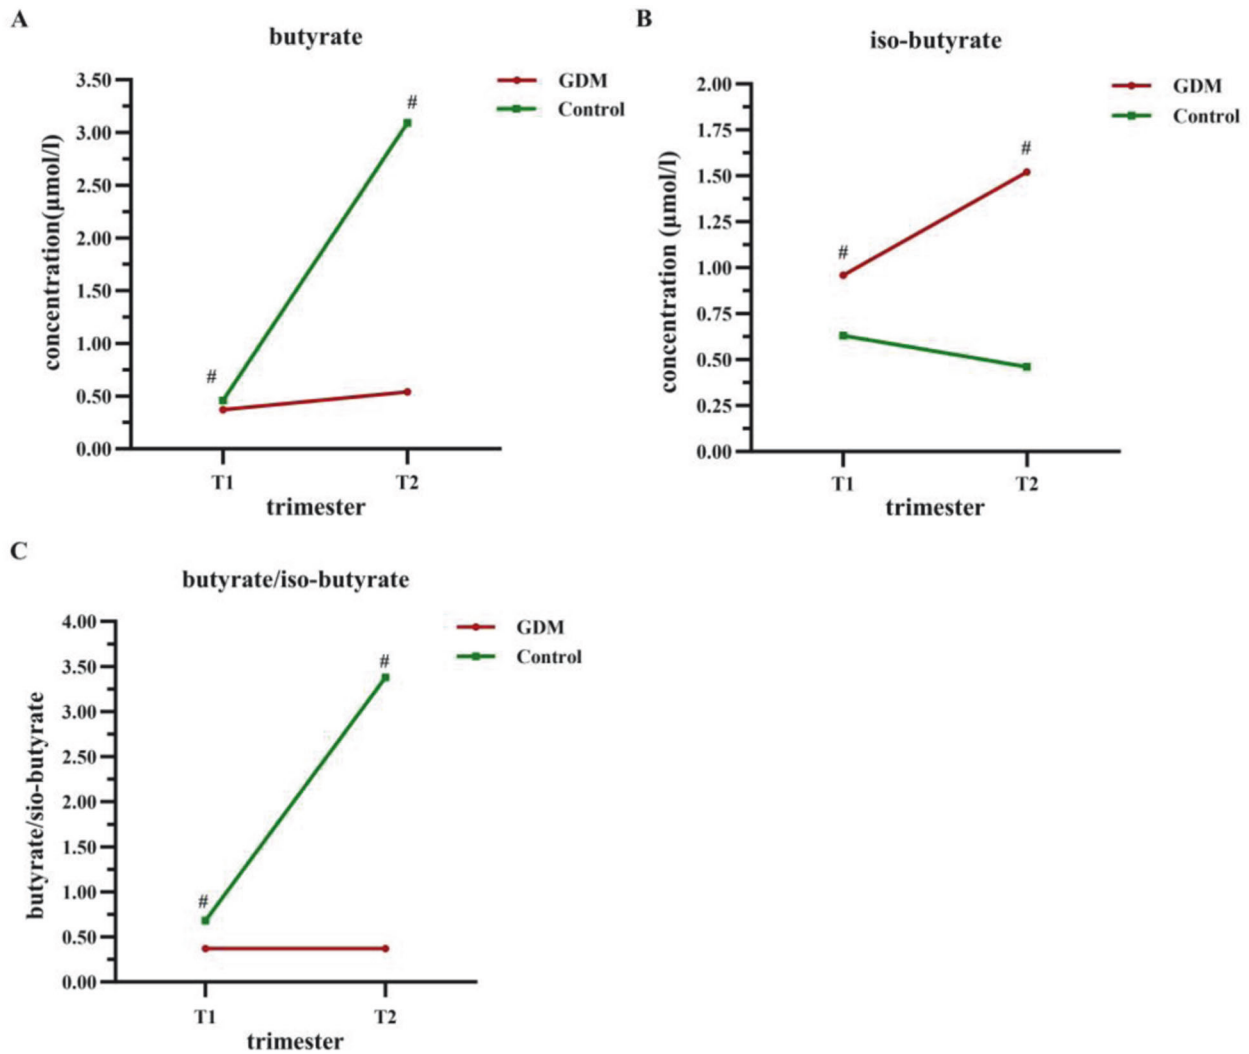 A
butyrate
GDM
Control
3.50
3.00
2.50
2.00
1.50
1.00
0.50
0.00
concentration(μmol/l)
#
#
T1
T2
trimester
B
iso-butyrate
GDM
Control
2.00
1.75
1.50
1.25
1.00
0.75
0.50
0.25
0.00
concentration (μmol/l)
#
#
T1
T2
trimester
C
butyrate/iso-butyrate
GDM
Control
4.00
3.50
3.00
2.50
2.00
1.50
1.00
0.50
0.00
butyrate/sio-butyrate
#
#
T1
T2
trimester